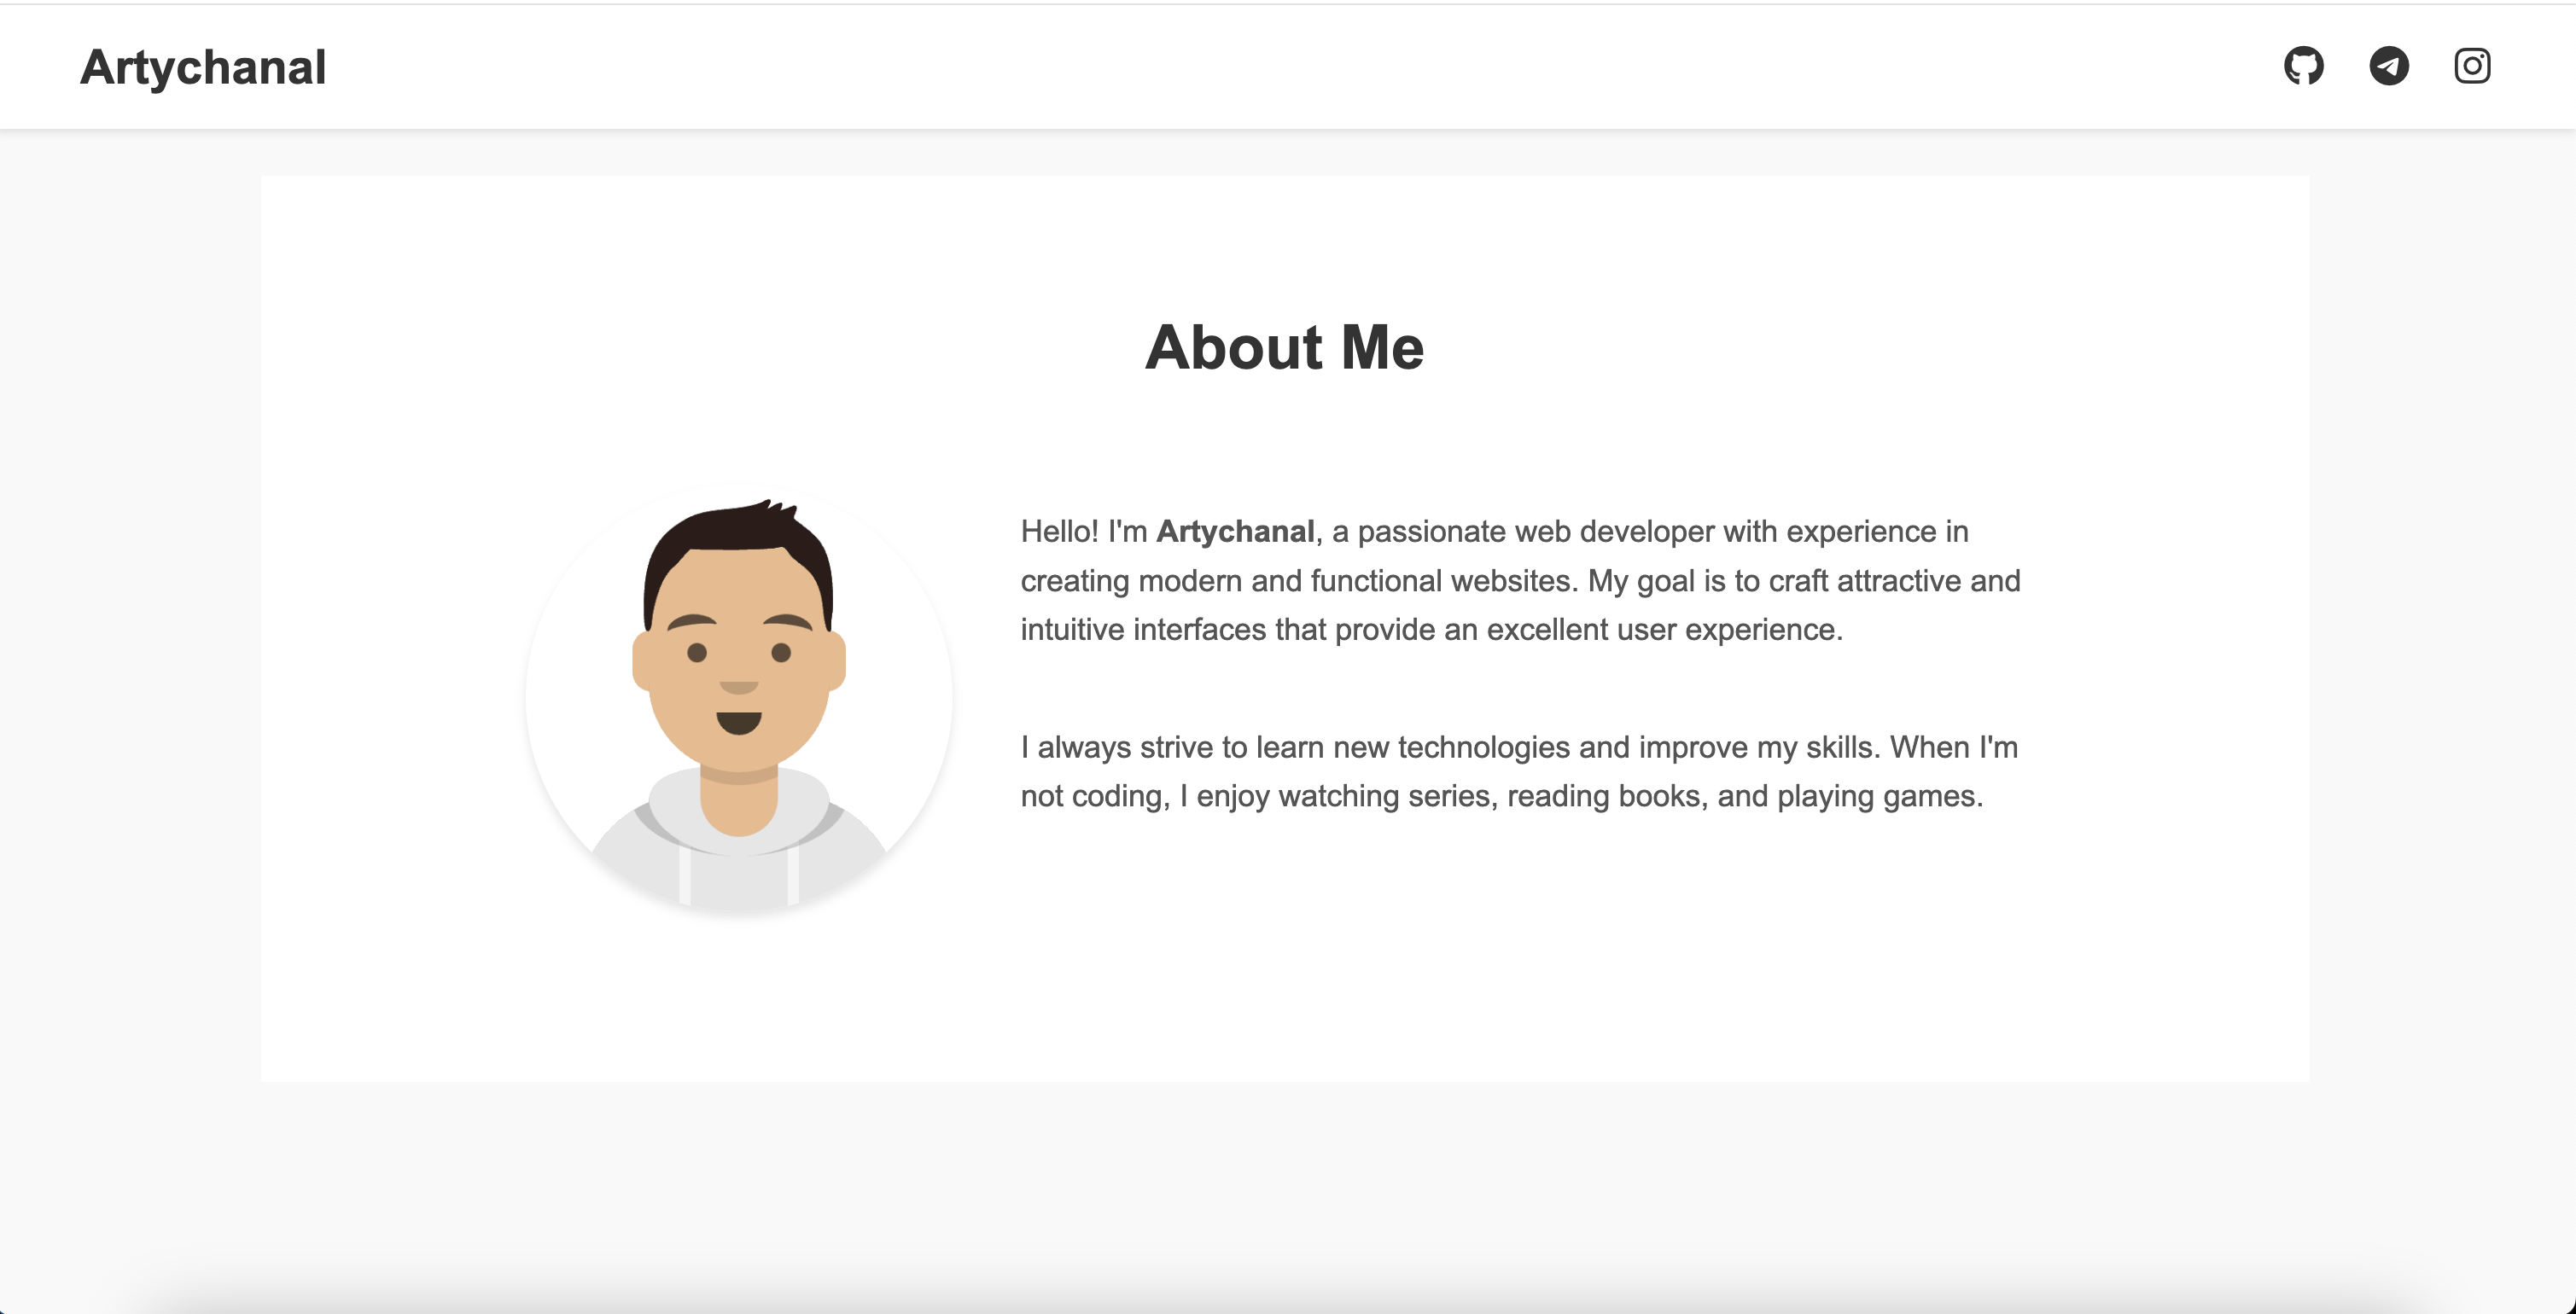 Artychanal
About Me
Hello! I'm Artychanal, a passionate web developer with experience in
creating modern and functional websites. My goal is to craft attractive and
intuitive interfaces that provide an excellent user experience.
I always strive to learn new technologies and improve my skills. When I'm
not coding, I enjoy watching series, reading books, and playing games.